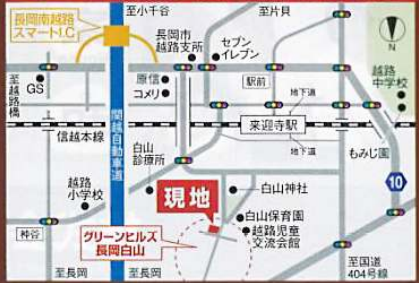 至小千谷
至片貝
長岡南越路
スマートI.C
長岡市
越路支所
セブン
イレブン
N
至越路橋
GS
原信
コメリ
駅前
地下道
越路
中学校
信越本線
関越自動車道
来迎寺駅
地下道
もみじ園
白山
診療所
越路
小学校
現地
白山神社
10
神谷
グリーンヒルズ
長岡白山
白山保育園
越路児童
交流会館
至長岡
至長岡
至国道
404号線